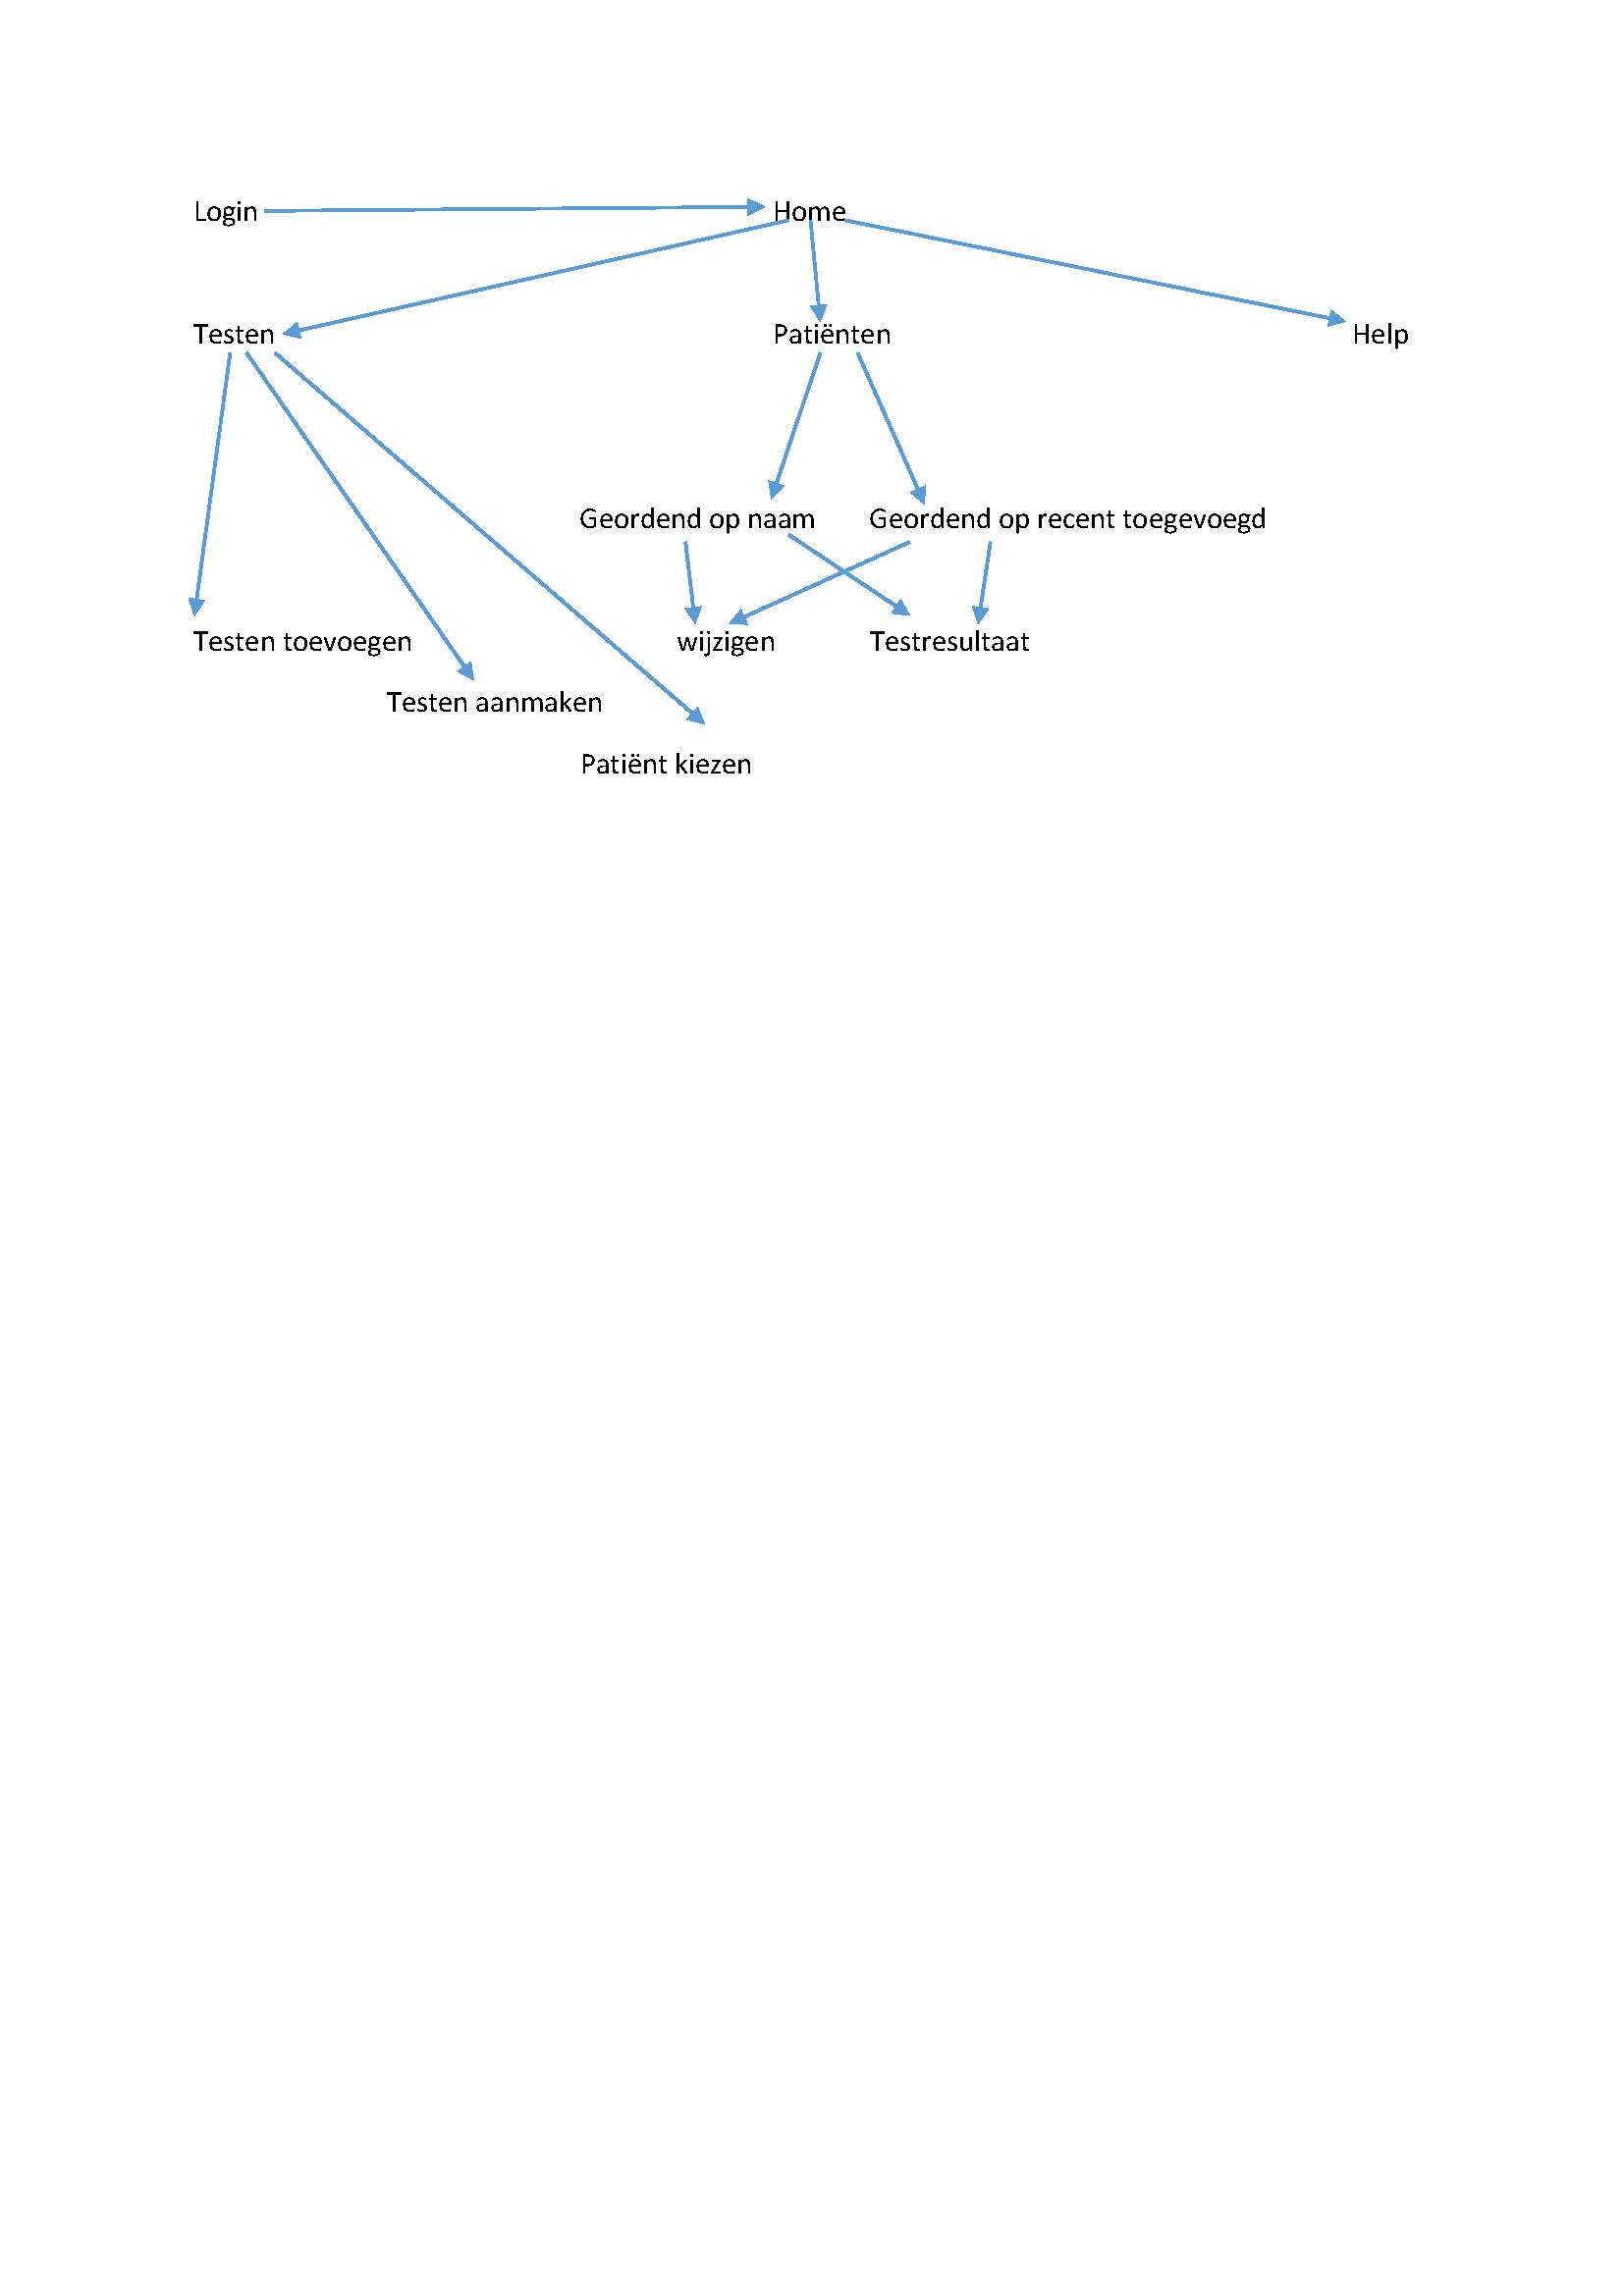 Login Home
Testen Patiënten Help
Geordend op naam Geordend op recent toegevoegd
Testen toevoegen wijzigen Testresultaat
Testen aanmaken
Patiënt kiezen